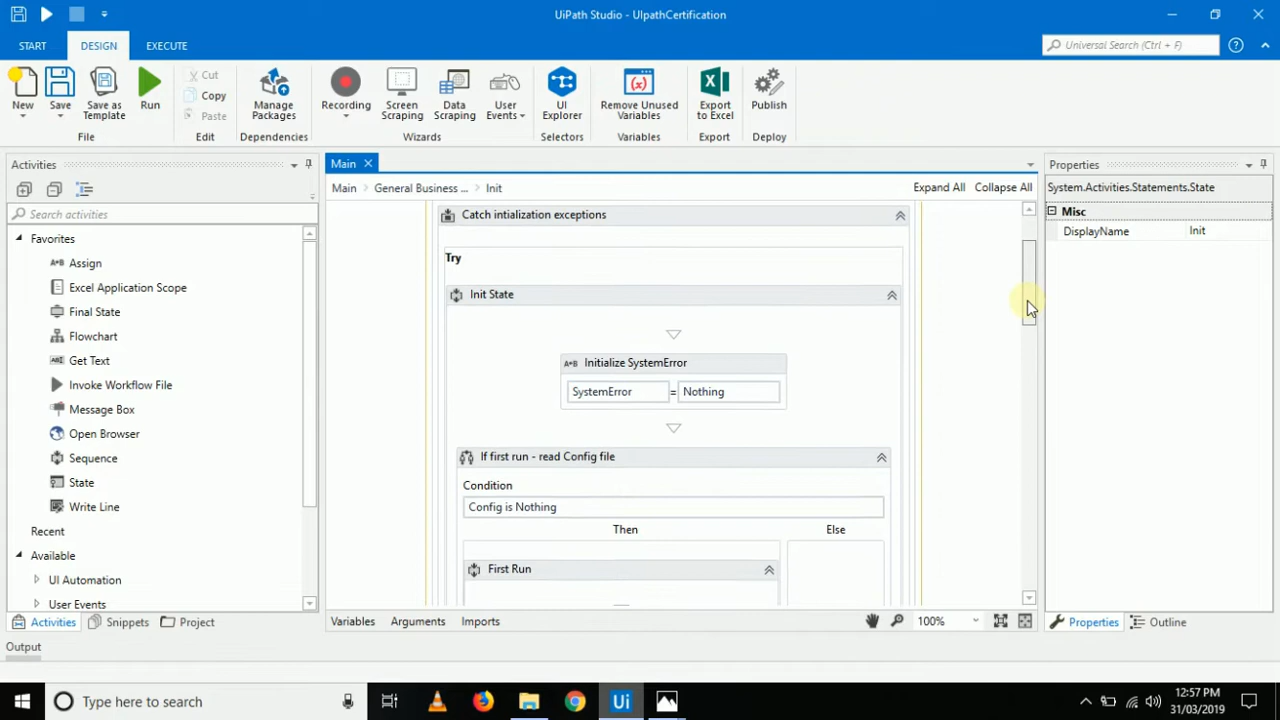 UiPath Studio - UIpathCertification
START
DESIGN
EXECUTE
Universal Search (Ctrl + F)
New
Save
Save as Template
Run
Cut
Copy
Paste
Manage Packages
Recording
Screen Scraping
Data Scraping
User Events
UI Explorer
Remove Unused Variables
Export to Excel
Publish
File
Edit
Dependencies
Wizards
Selectors
Variables
Export
Deploy
Activities
Search activities
Favorites
Assign
Excel Application Scope
Final State
Flowchart
Get Text
Invoke Workflow File
Message Box
Open Browser
Sequence
State
Write Line
Recent
Available
UI Automation
User Events
Activities
Snippets
Project
Output
Main
Main
General Business ...
Init
Expand All
Collapse All
Catch intialization exceptions
Try
Init State
A*B
Initialize SystemError
SystemError
=
Nothing
If first run - read Config file
Condition
Config is Nothing
Then
Else
First Run
Variables
Arguments
Imports
100%
Properties
System.Activities.Statements.State
Misc
DisplayName
Init
Properties
Outline
Type here to search
Ui
12:57 PM
31/03/2019